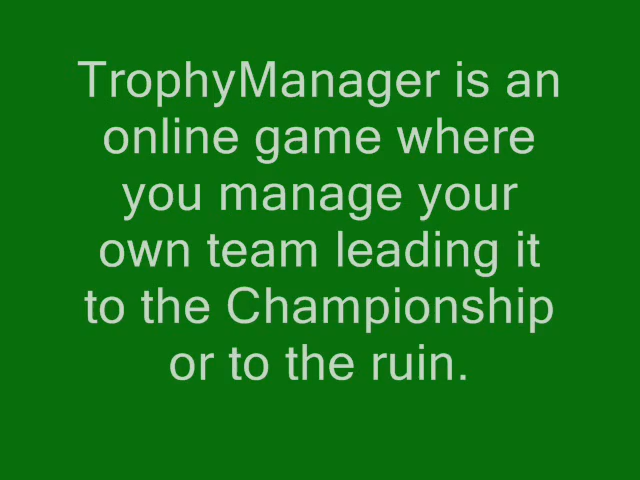 TrophyManager is an
online game where
you manage your
own team leading it
to the Championship
or to the ruin.